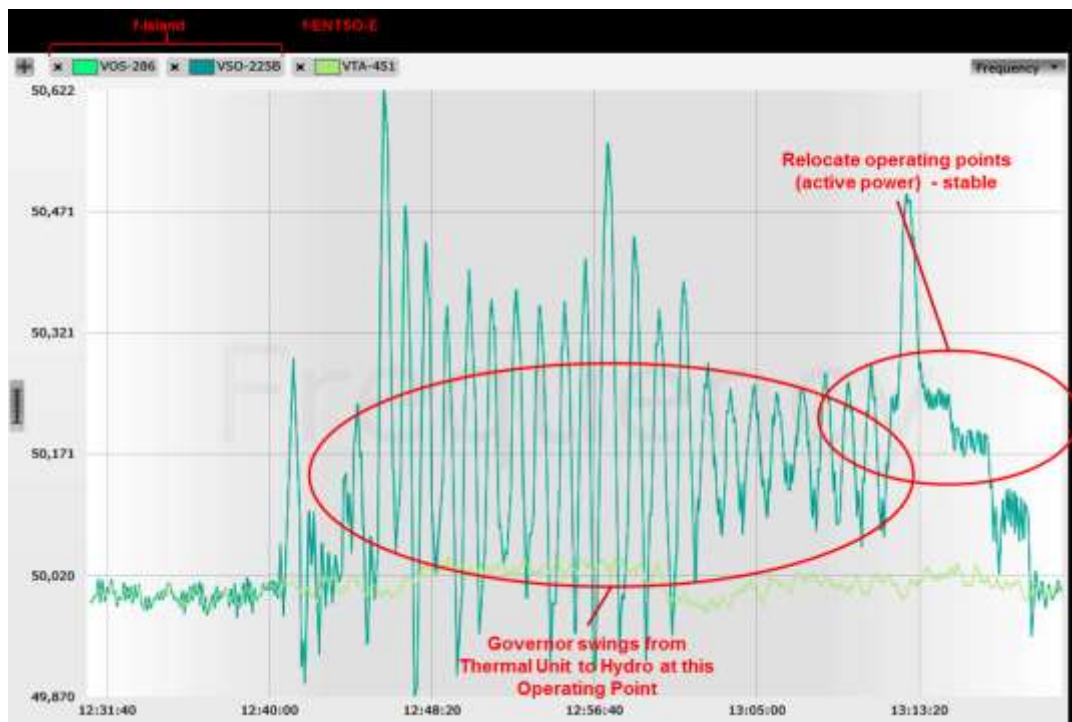 f-Island f-ENTSO-E
VOS-286 VSO-225B VTA-451 Frequency
50,622
Relocate operating points
(active power) - stable
50,471
50,321
50,171
50,020
Governor swings from
Thermal Unit to Hydro at this
Operating Point
49,870
12:31:40 12:40:00 12:48:20 12:56:40 13:05:00 13:13:20